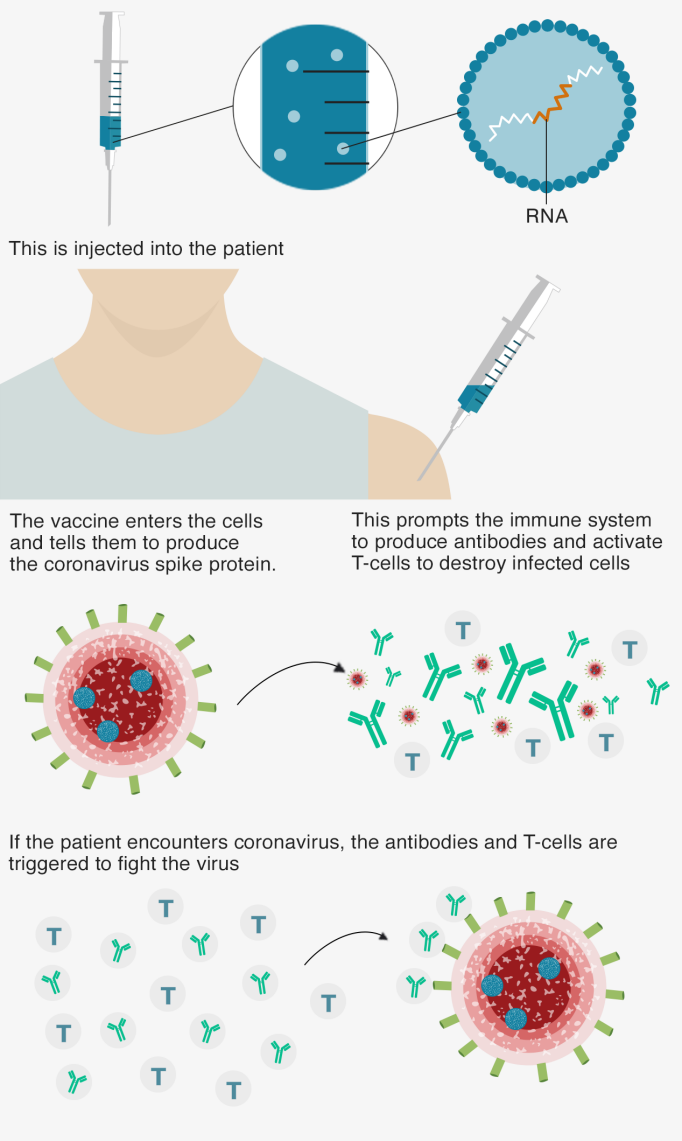 RNA
This is injected into the patient
The vaccine enters the cells
and tells them to produce
the coronavirus spike protein.
This prompts the immune system
to produce antibodies and activate
T-cells to destroy infected cells
T
T
T
T
T
If the patient encounters coronavirus, the antibodies and T-cells are
triggered to fight the virus
T
T
T
T
T
T
T
T